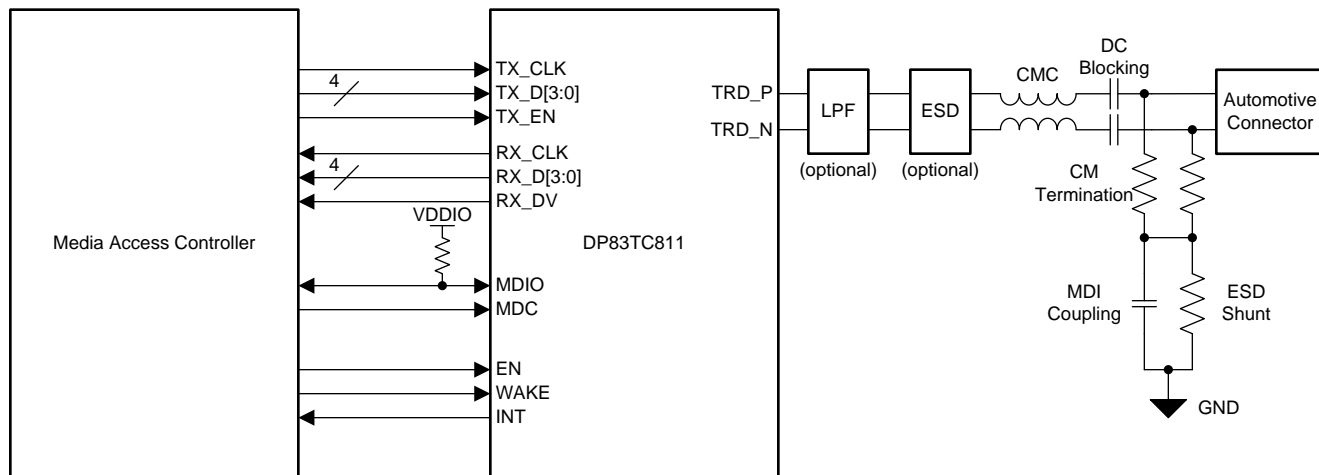 Media Access Controller
4
4
VDDIO
TX_CLK
TX_D[3:0]
TX_EN
RX_CLK
RX_D[3:0]
RX_DV
MDIO
MDC
EN
WAKE
INT
DP83TC811
TRD_P
TRD_N
LPF
(optional)
ESD
(optional)
CMC
DC
Blocking
Automotive
Connector
CM
Termination
MDI
Coupling
ESD
Shunt
GND